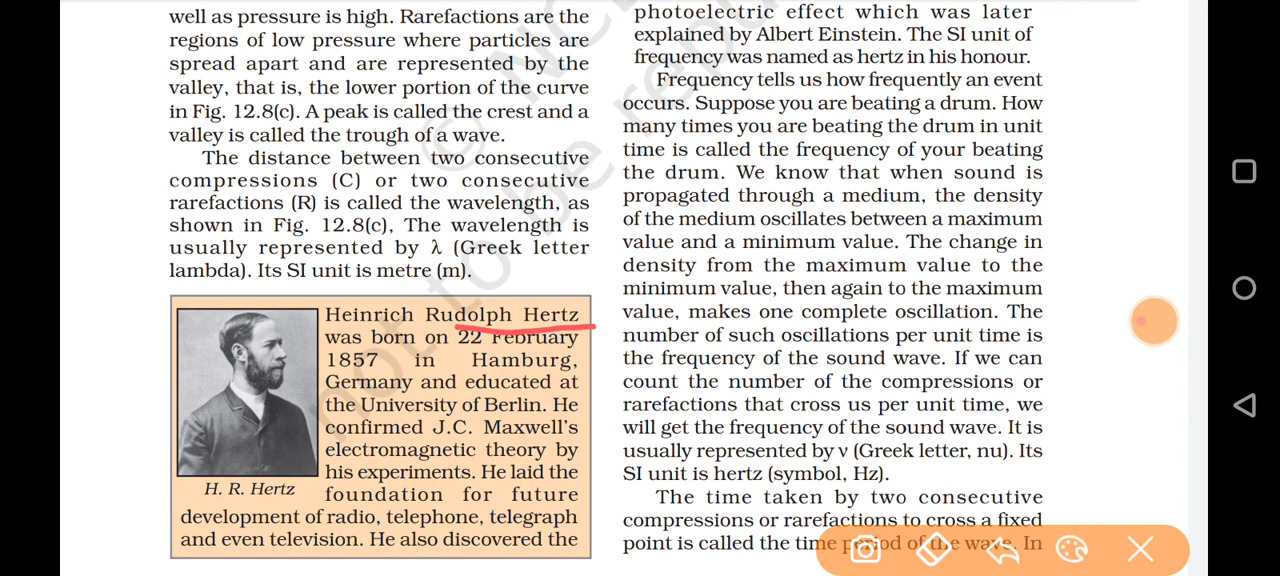 well as pressure is high. Rarefactions are the
regions of low pressure where particles are
spread apart and are represented by the
valley, that is, the lower portion of the curve
in Fig. 12.8(c). A peak is called the crest and a
valley is called the trough of a wave.
The distance between two consecutive
compressions (C) or two consecutive
rarefactions (R) is called the wavelength, as
shown in Fig. 12.8(c), The wavelength is
usually represented by λ (Greek letter
lambda). Its SI unit is metre (m).
Heinrich Rudolph Hertz
was born on 22 February
1857 in Hamburg,
Germany and educated at
the University of Berlin. He
confirmed J.C. Maxwell's
electromagnetic theory by
his experiments. He laid the
foundation for future
development of radio, telephone, telegraph
and even television. He also discovered the
H. R. Hertz
photoelectric effect which was later
explained by Albert Einstein. The SI unit of
frequency was named as hertz in his honour.
Frequency tells us how frequently an event
occurs. Suppose you are beating a drum. How
many times you are beating the drum in unit
time is called the frequency of your beating
the drum. We know that when sound is
propagated through a medium, the density
of the medium oscillates between a maximum
value and a minimum value. The change in
density from the maximum value to the
minimum value, then again to the maximum
value, makes one complete oscillation. The
number of such oscillations per unit time is
the frequency of the sound wave. If we can
count the number of the compressions or
rarefactions that cross us per unit time, we
will get the frequency of the sound wave. It is
usually represented by ν (Greek letter, nu). Its
SI unit is hertz (symbol, Hz).
The time taken by two consecutive
compressions or rarefactions to cross a fixed
point is called the time period of the wave. In
not to be repu
© NC